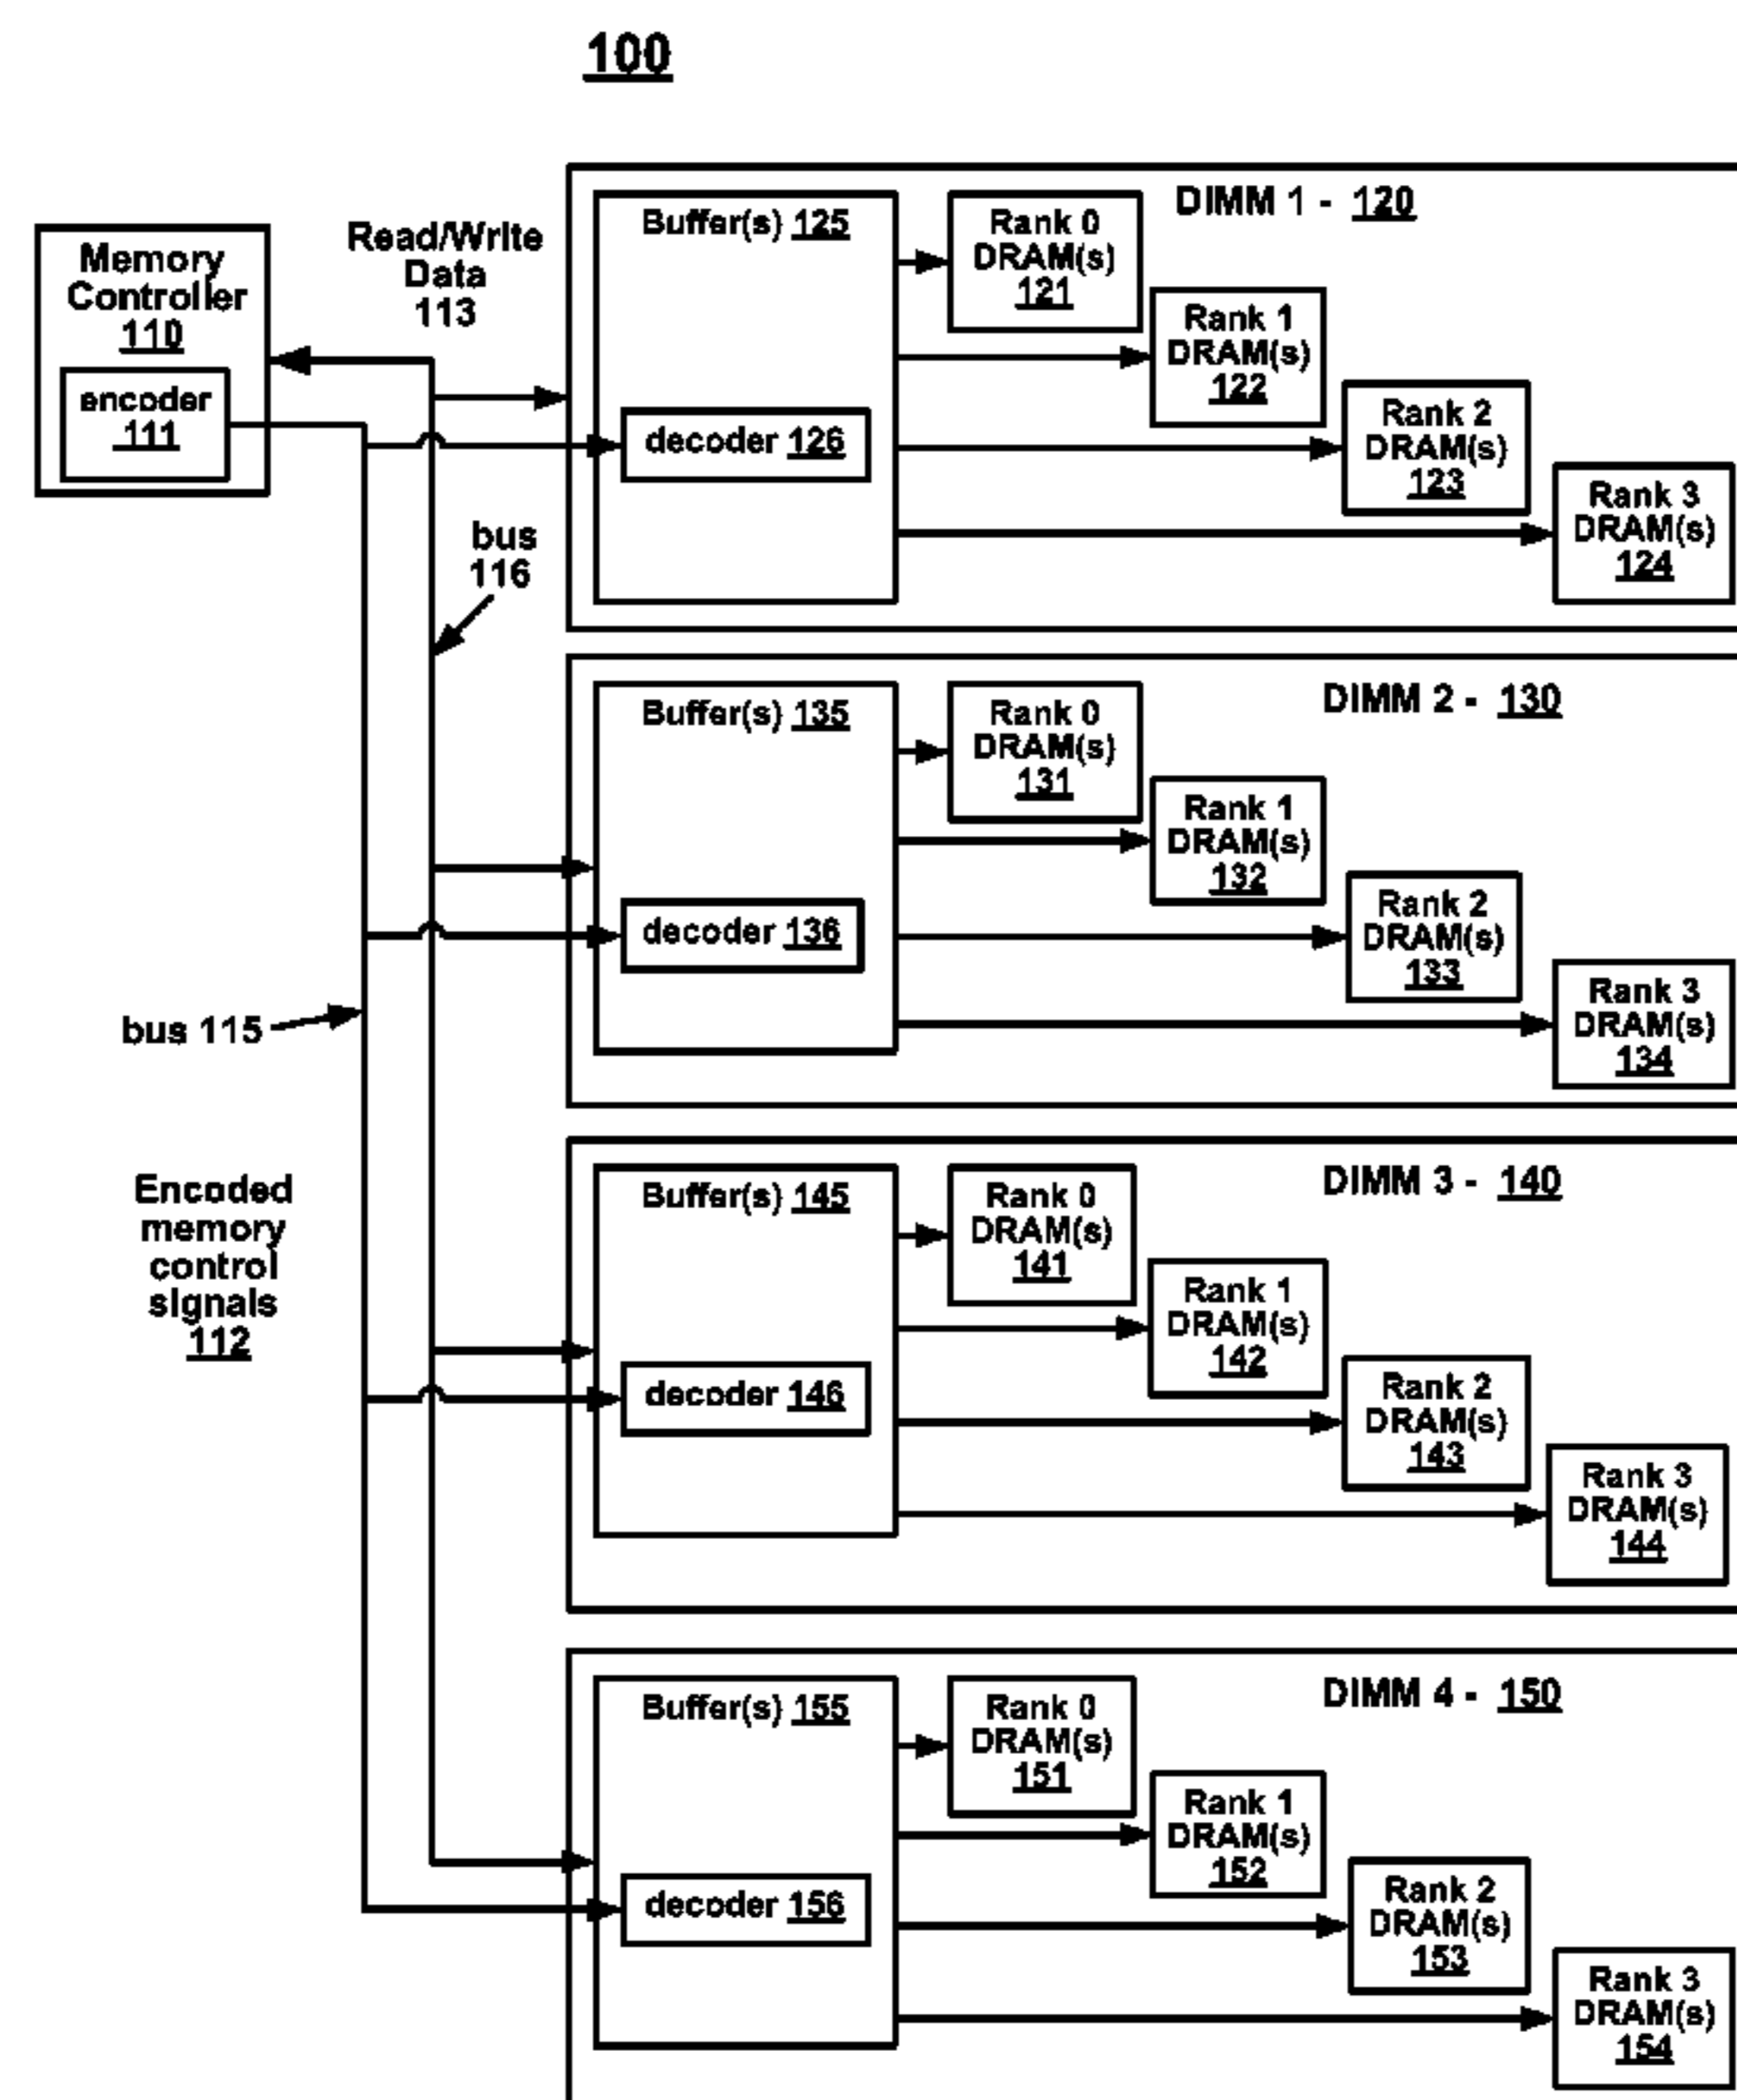 100
Memory
Controller
110
encoder
111
Read/Write
Data
113
bus
116
bus 115
Encoded
memory
control
signals
112
DIMM 1 - 120
Buffer(s) 125
decoder 126
Rank 0
DRAM(s)
121
Rank 1
DRAM(s)
122
Rank 2
DRAM(s)
123
Rank 3
DRAM(s)
124
DIMM 2 - 130
Buffer(s) 135
decoder 136
Rank 0
DRAM(s)
131
Rank 1
DRAM(s)
132
Rank 2
DRAM(s)
133
Rank 3
DRAM(s)
134
DIMM 3 - 140
Buffer(s) 145
decoder 146
Rank 0
DRAM(s)
141
Rank 1
DRAM(s)
142
Rank 2
DRAM(s)
143
Rank 3
DRAM(s)
144
DIMM 4 - 150
Buffer(s) 155
decoder 156
Rank 0
DRAM(s)
151
Rank 1
DRAM(s)
152
Rank 2
DRAM(s)
153
Rank 3
DRAM(s)
154